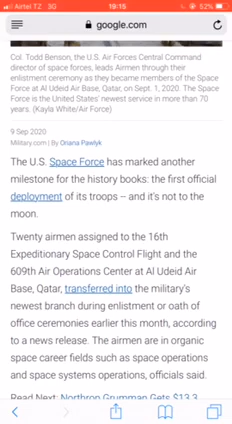 Airtel TZ 3G
19:15
52%
google.com
Col. Todd Benson, the U.S. Air Forces Central Command
director of space forces, leads Airmen through their
enlistment ceremony as they became members of the Space
Force at Al Udeid Air Base, Qatar, on Sept. 1, 2020. The
Space Force is the United States' newest service in more than 70
years. (Kayla White/Air Force)
9 Sep 2020
Military.com | By Oriana Pawlyk
The U.S. Space Force has marked another
milestone for the history books: the first official
deployment of its troops -- and it's not to the
moon.
Twenty airmen assigned to the 16th
Expeditionary Space Control Flight and the
609th Air Operations Center at Al Udeid Air
Base, Qatar, transferred into the military's
newest branch during enlistment or oath of
office ceremonies earlier this month, according
to a news release. The airmen are in organic
space career fields such as space operations
and space systems operations, officials said.
Read Next: Northrop Grumman Gets $13.3